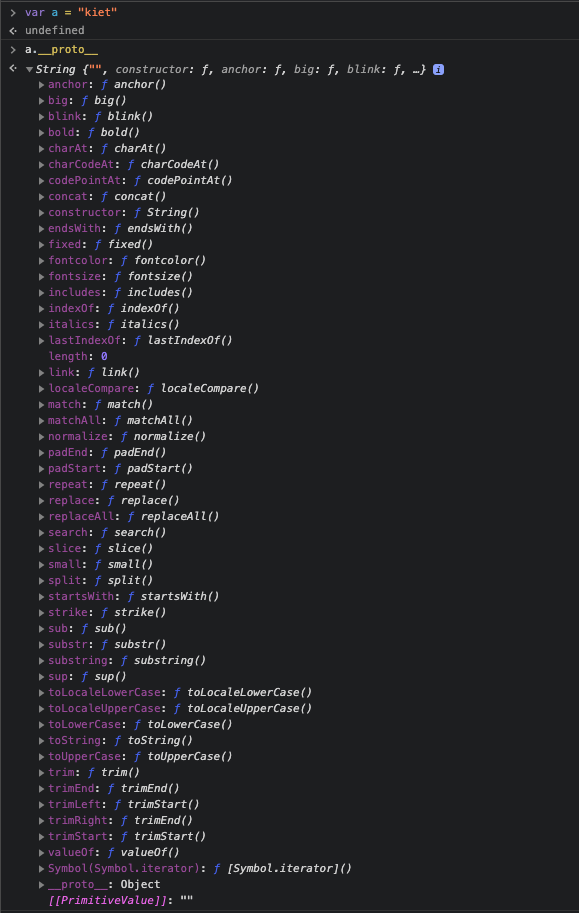 var a = "kiet"
undefined
a.__proto__
String {"", constructor: ƒ, anchor: ƒ, big: ƒ, blink: ƒ, …} i
anchor: ƒ anchor()
big: ƒ big()
blink: ƒ blink()
bold: ƒ bold()
charAt: ƒ charAt()
charCodeAt: ƒ charCodeAt()
codePointAt: ƒ codePointAt()
concat: ƒ concat()
constructor: ƒ String()
endsWith: ƒ endsWith()
fixed: ƒ fixed()
fontcolor: ƒ fontcolor()
fontsize: ƒ fontsize()
includes: ƒ includes()
indexOf: ƒ indexOf()
italics: ƒ italics()
lastIndexOf: ƒ lastIndexOf()
length: 0
link: ƒ link()
localeCompare: ƒ localeCompare()
match: ƒ match()
matchAll: ƒ matchAll()
normalize: ƒ normalize()
padEnd: ƒ padEnd()
padStart: ƒ padStart()
repeat: ƒ repeat()
replace: ƒ replace()
replaceAll: ƒ replaceAll()
search: ƒ search()
slice: ƒ slice()
small: ƒ small()
split: ƒ split()
startsWith: ƒ startsWith()
strike: ƒ strike()
sub: ƒ sub()
substr: ƒ substr()
substring: ƒ substring()
sup: ƒ sup()
toLocaleLowerCase: ƒ toLocaleLowerCase()
toLocaleUpperCase: ƒ toLocaleUpperCase()
toLowerCase: ƒ toLowerCase()
toString: ƒ toString()
toUpperCase: ƒ toUpperCase()
trim: ƒ trim()
trimEnd: ƒ trimEnd()
trimLeft: ƒ trimStart()
trimRight: ƒ trimEnd()
trimStart: ƒ trimStart()
valueOf: ƒ valueOf()
Symbol(Symbol.iterator): ƒ [Symbol.iterator]()
__proto__: Object
[[PrimitiveValue]]: ""